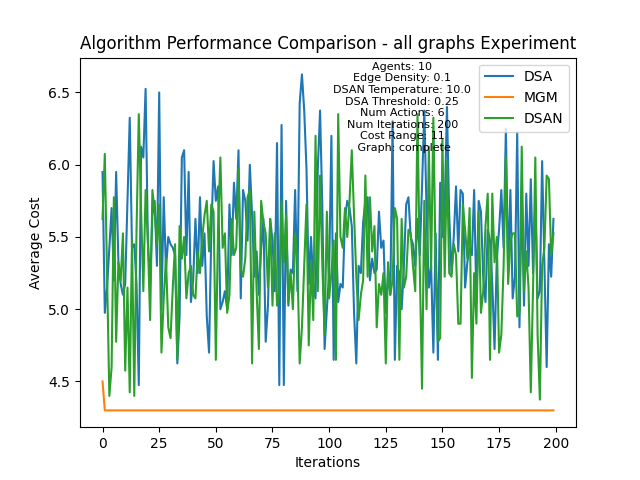 Algorithm Performance Comparison - all graphs Experiment
Agents: 10
Edge Density: 0.1
DSAN Temperature: 10.0
DSA Threshold: 0.25
Num Actions: 6
Num Iterations: 200
Cost Range: 11
Graph: complete
DSA
MGM
DSAN
Average Cost
6.5
6.0
5.5
5.0
4.5
0 25 50 75 100 125 150 175 200
Iterations